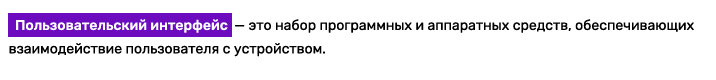 Пользовательский интерфейс — это набор программных и аппаратных средств, обеспечивающих
взаимодействие пользователя с устройством.